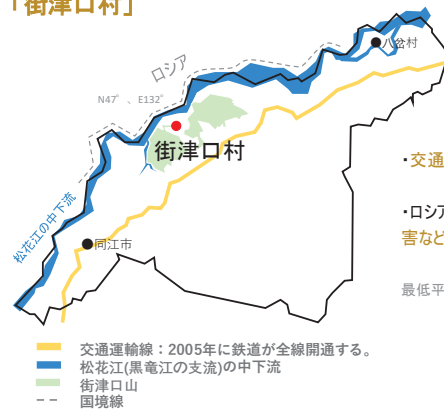 「街津口村」
ロシア
八岔村
N47° 、E132°
街津口村
・交通
松花江の中下流
・ロシア
害など
同江市
最低平
交通運輸線：2005年に鉄道が全線開通する。
松花江(黒竜江の支流)の中下流
街津口山
国境線